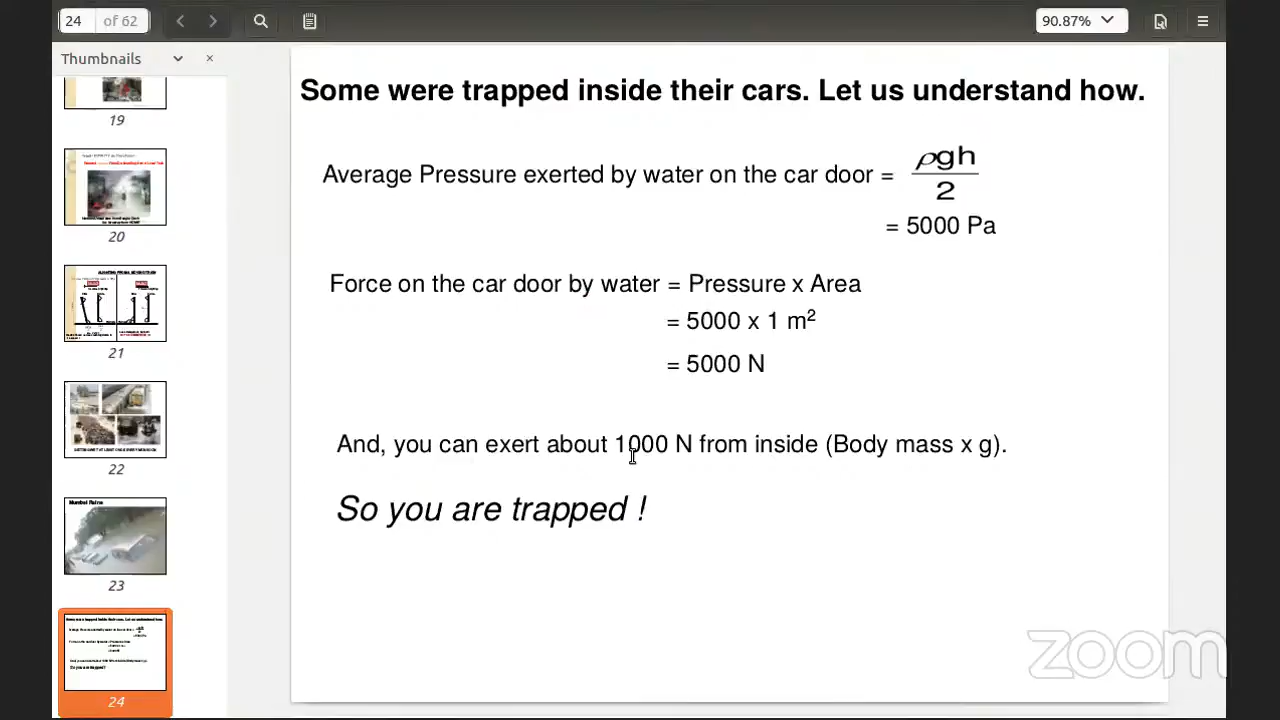 24 of 62
90.87%
Thumbnails
19
20
21
22
Mumbai Rains
23
24
Some were trapped inside their cars. Let us understand how.
Average Pressure exerted by water on the car door = ρgh
2
= 5000 Pa
Force on the car door by water = Pressure x Area
= 5000 x 1 m²
= 5000 N
And, you can exert about 1000 N from inside (Body mass x g).
So you are trapped !
zoom